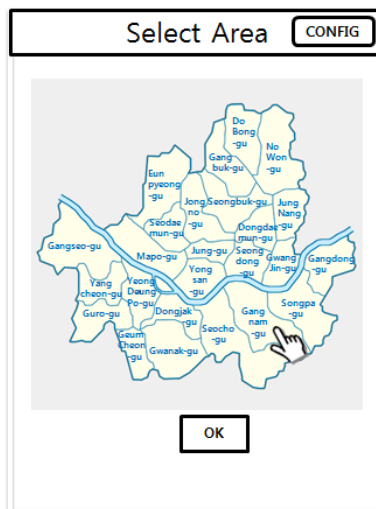 Select Area
CONFIG
Do
Bong
-gu
No
Won
-gu
Gang
buk-gu
Eun
pyeong
-gu
Jong
no
-gu
Seongbuk-gu
Jung
Nang
-gu
Seodae
mun-gu
Dongdae
mun-gu
Gangseo-gu
Mapo-gu
Jung-gu
Seong
dong
-gu
Gwang
Jin-gu
Gangdong
-gu
Yong
san
-gu
Yang
cheon-gu
Yeong
Deung
Po-gu
Guro-gu
Dongjak
-gu
Seocho
-gu
Gang
nam
-gu
Songpa
-gu
Geum
Cheon
-gu
Gwanak-gu
OK